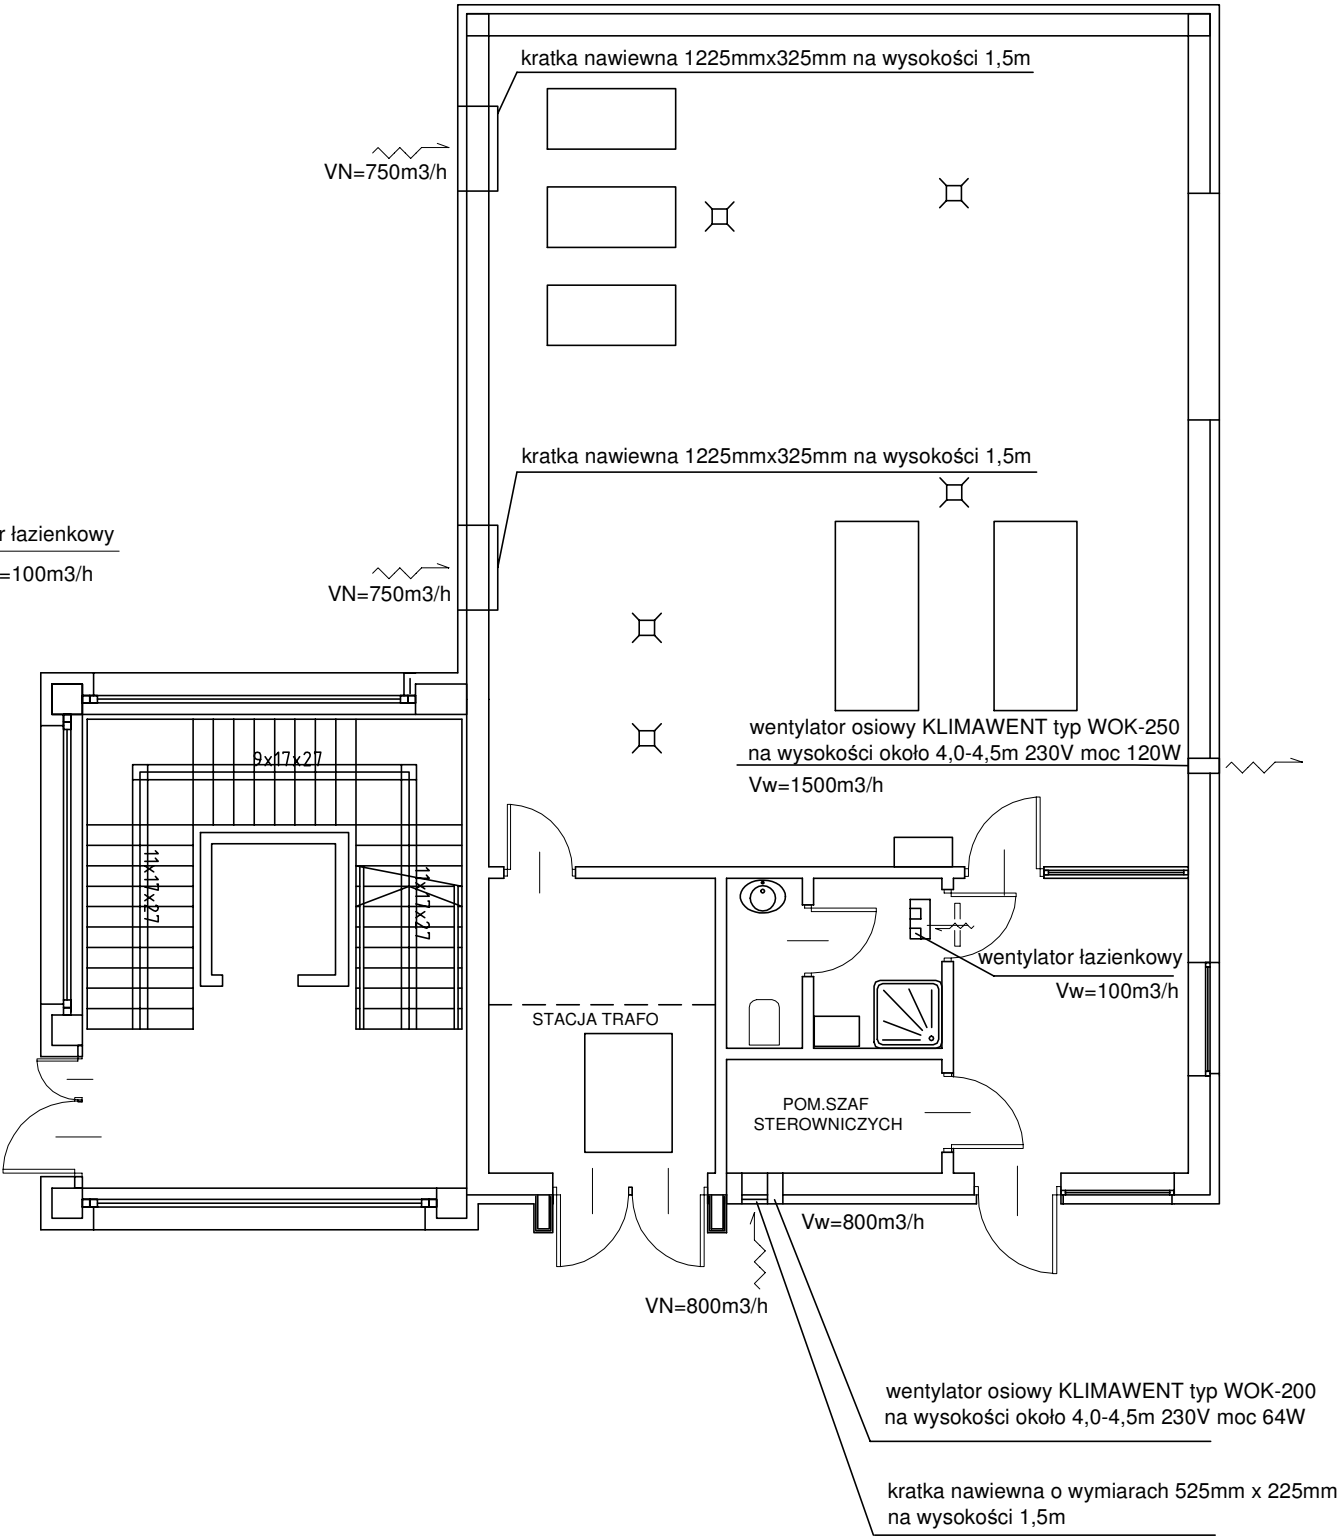 kratka nawiewna 1225mmx325mm na wysokości 1,5m
VN=750m3/h
kratka nawiewna 1225mmx325mm na wysokości 1,5m
r łazienkowy
=100m3/h
VN=750m3/h
wentylator osiowy KLIMAWENT typ WOK-250
na wysokości około 4,0-4,5m 230V moc 120W
Vw=1500m3/h
9x17x27
11x17x27
11x17x27
wentylator łazienkowy
Vw=100m3/h
STACJA TRAFO
POM.SZAF
STEROWNICZYCH
Vw=800m3/h
VN=800m3/h
wentylator osiowy KLIMAWENT typ WOK-200
na wysokości około 4,0-4,5m 230V moc 64W
kratka nawiewna o wymiarach 525mm x 225mm
na wysokości 1,5m